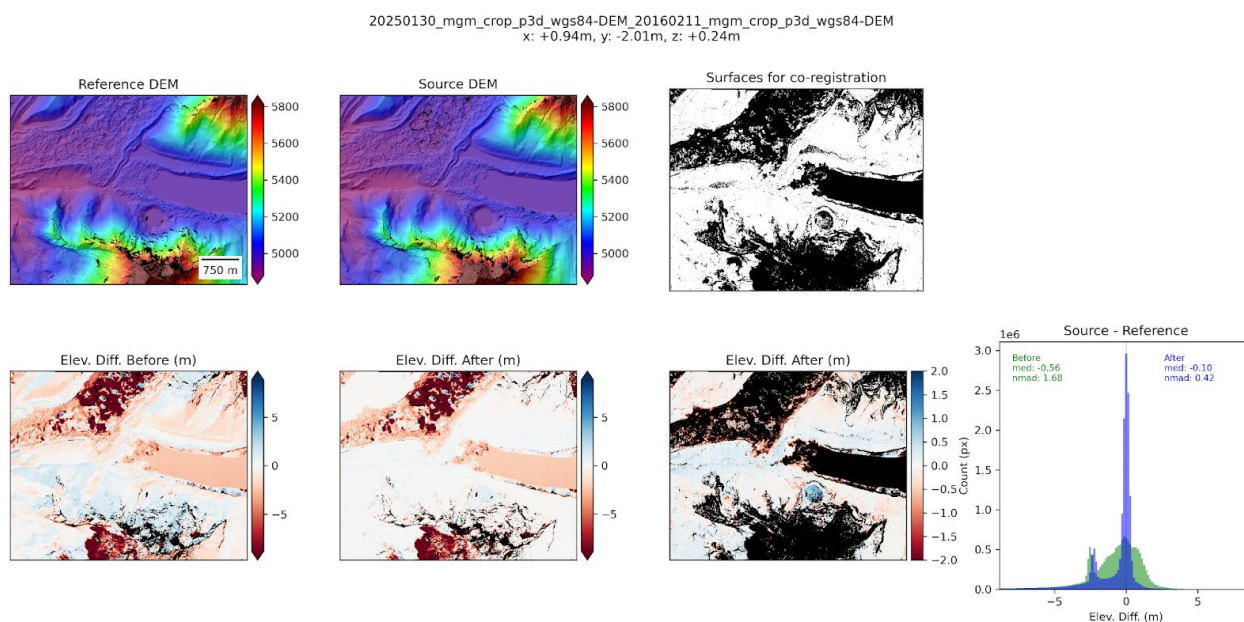 20250130_mgm_crop_p3d_wgs84-DEM_20160211_mgm_crop_p3d_wgs84-DEM
x: +0.94m, y: -2.01m, z: +0.24m
Reference DEM
5800
5600
5400
5200
5000
750 m
Source DEM
5800
5600
5400
5200
5000
Surfaces for co-registration
Elev. Diff. Before (m)
5
0
−5
Elev. Diff. After (m)
5
0
−5
Elev. Diff. After (m)
2.0
1.5
1.0
0.5
0.0
−0.5
−1.0
−1.5
−2.0
Source - Reference
1e6
Count (px)
3.0
2.5
2.0
1.5
1.0
0.5
0.0
Before
med: -0.56
nmad: 1.68
After
med: -0.10
nmad: 0.42
−5
0
5
Elev. Diff. (m)